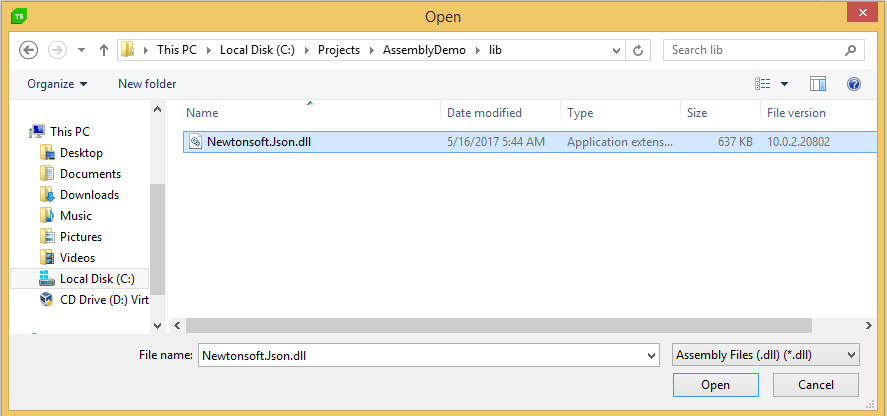 TS Open
This PC Local Disk (C:) Projects AssemblyDemo lib Search lib
Organize New folder
Name Date modified Type Size File version
Newtonsoft.Json.dll 5/16/2017 5:44 AM Application extens... 637 KB 10.0.2.20802
This PC
Desktop
Documents
Downloads
Music
Pictures
Videos
Local Disk (C:)
CD Drive (D:) Virt
File name: Newtonsoft.Json.dll Assembly Files (.dll) (*.dll)
Open Cancel